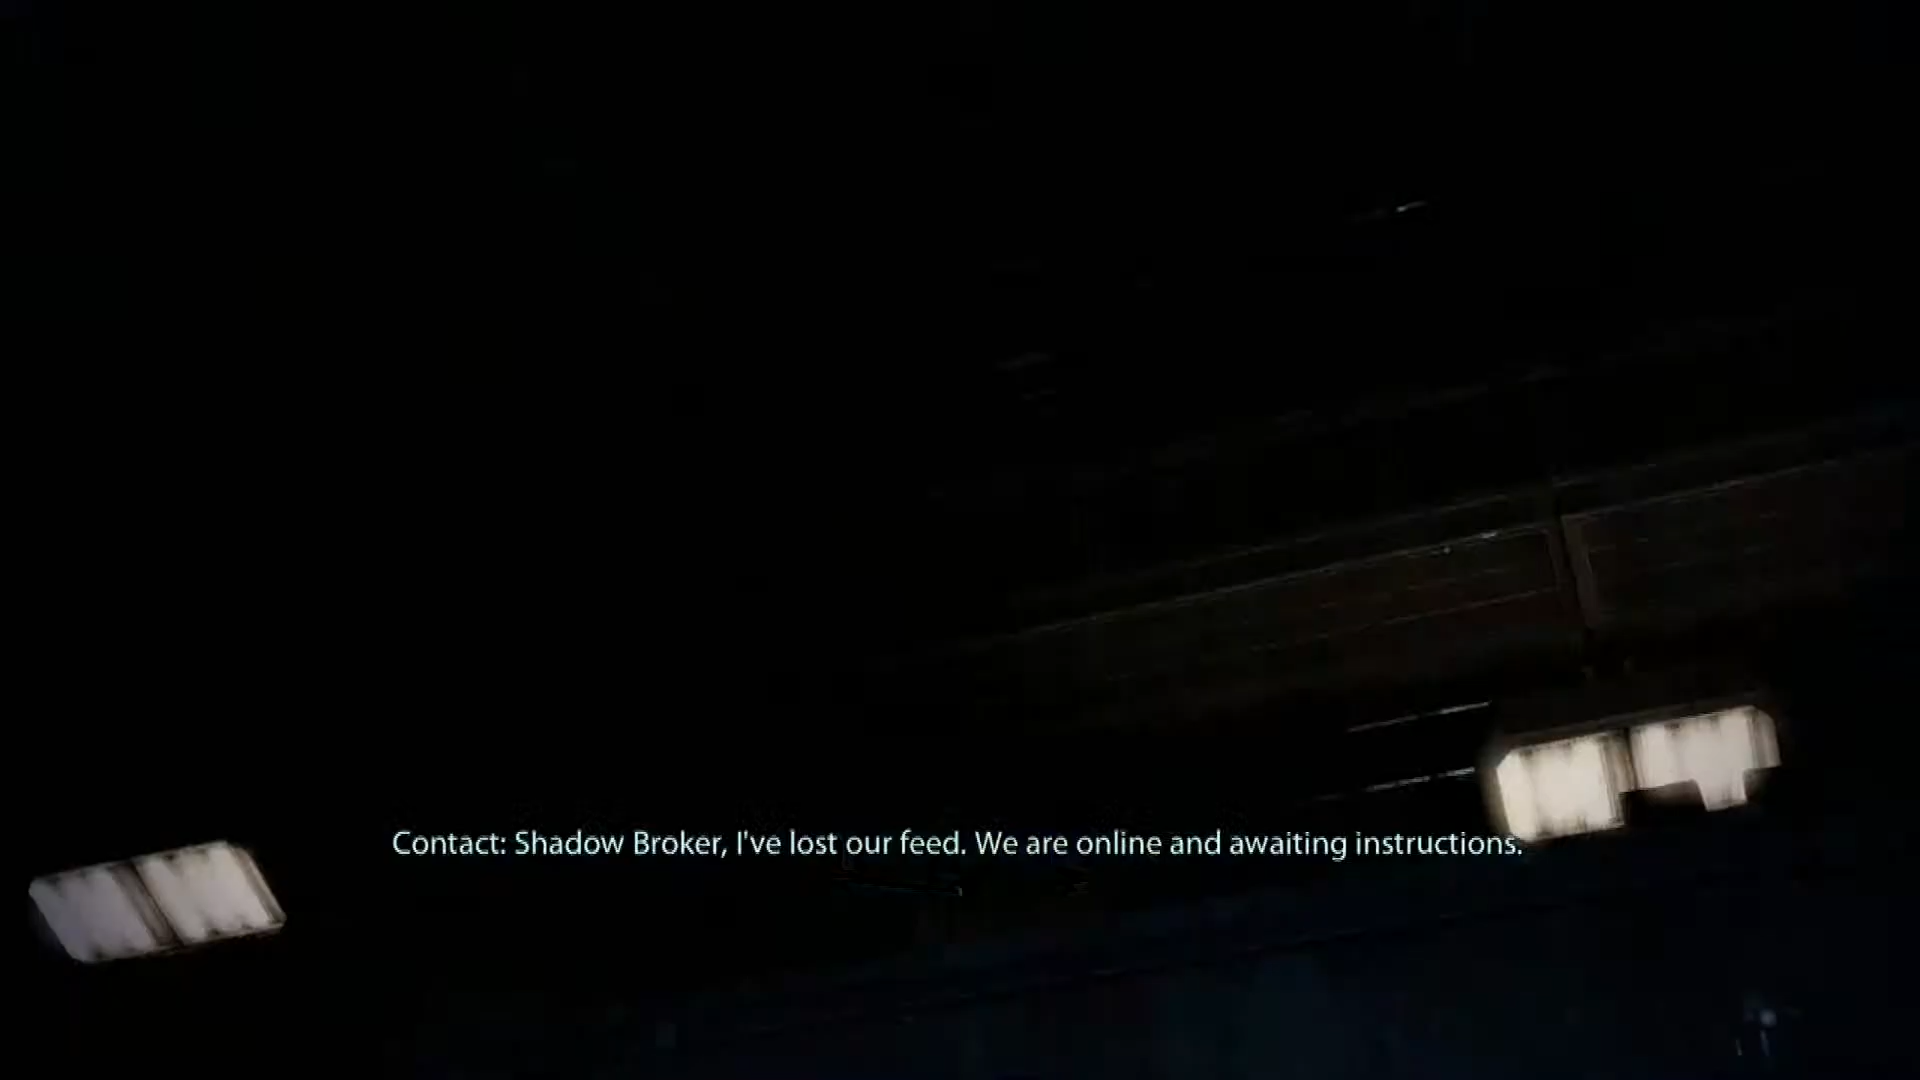 Contact: Shadow Broker, I've lost our feed. We are online and awaiting instructions.